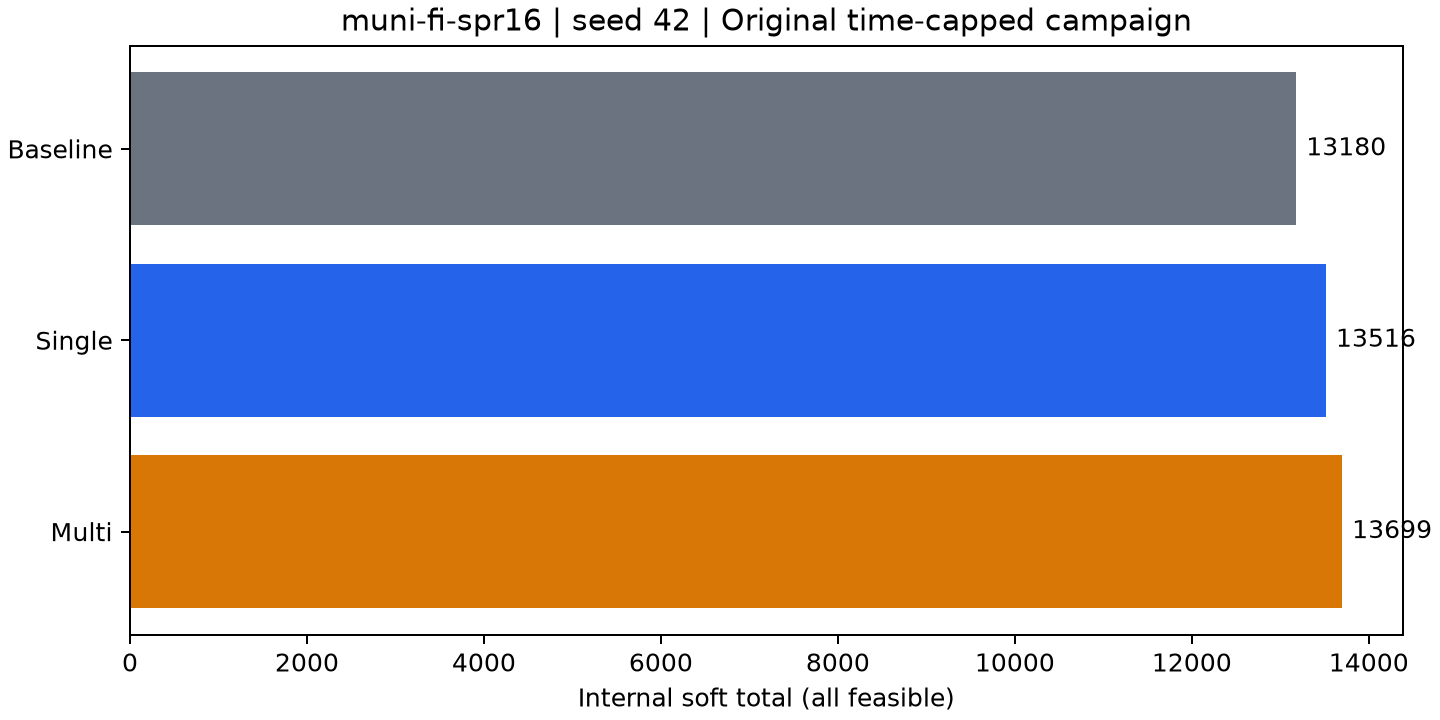 muni-fi-spr16 | seed 42 | Original time-capped campaign
Baseline
13180
Single
13516
Multi
13699
0 2000 4000 6000 8000 10000 12000 14000
Internal soft total (all feasible)